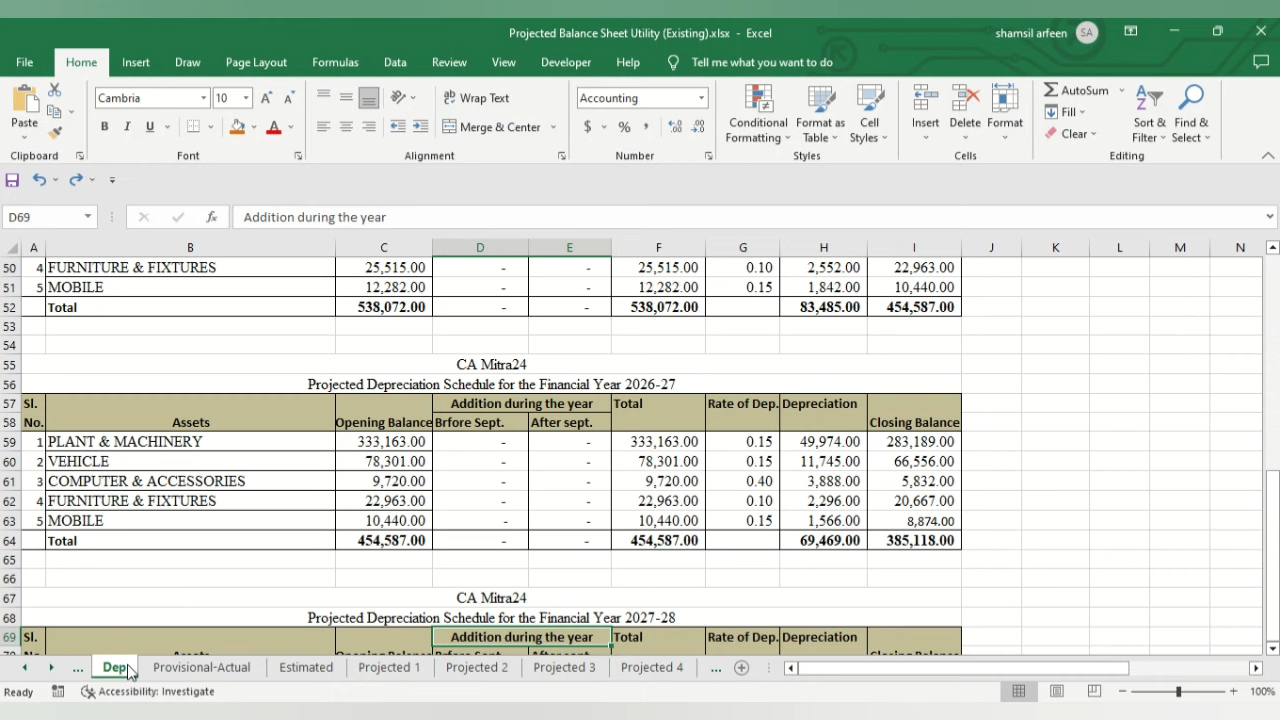 Projected Balance Sheet Utility (Existing).xlsx - Excel
shamsil arfeen SA
File Home Insert Draw Page Layout Formulas Data Review View Developer Help Tell me what you want to do
Paste Cambria 10 Wrap Text Accounting AutoSum
B I U Merge & Center $ % Conditional Formatting Format as Table Cell Styles Insert Delete Format Fill Clear Sort & Filter Find & Select
Clipboard Font Alignment Number Styles Cells Editing
D69 fx Addition during the year
A B C D E F G H I J K L M N
50 4 FURNITURE & FIXTURES 25,515.00 - - 25,515.00 0.10 2,552.00 22,963.00
51 5 MOBILE 12,282.00 - - 12,282.00 0.15 1,842.00 10,440.00
52 Total 538,072.00 - - 538,072.00 83,485.00 454,587.00
53
54
55 CA Mitra24
56 Projected Depreciation Schedule for the Financial Year 2026-27
57 Sl. Addition during the year Total Rate of Dep. Depreciation
58 No. Assets Opening Balance Brfore Sept. After sept. Closing Balance
59 1 PLANT & MACHINERY 333,163.00 - - 333,163.00 0.15 49,974.00 283,189.00
60 2 VEHICLE 78,301.00 - - 78,301.00 0.15 11,745.00 66,556.00
61 3 COMPUTER & ACCESSORIES 9,720.00 - - 9,720.00 0.40 3,888.00 5,832.00
62 4 FURNITURE & FIXTURES 22,963.00 - - 22,963.00 0.10 2,296.00 20,667.00
63 5 MOBILE 10,440.00 - - 10,440.00 0.15 1,566.00 8,874.00
64 Total 454,587.00 - - 454,587.00 69,469.00 385,118.00
65
66
67 CA Mitra24
68 Projected Depreciation Schedule for the Financial Year 2027-28
69 Sl. Addition during the year Total Rate of Dep. Depreciation
... Dep Provisional-Actual Estimated Projected 1 Projected 2 Projected 3 Projected 4 ...
Ready Accessibility: Investigate 100%